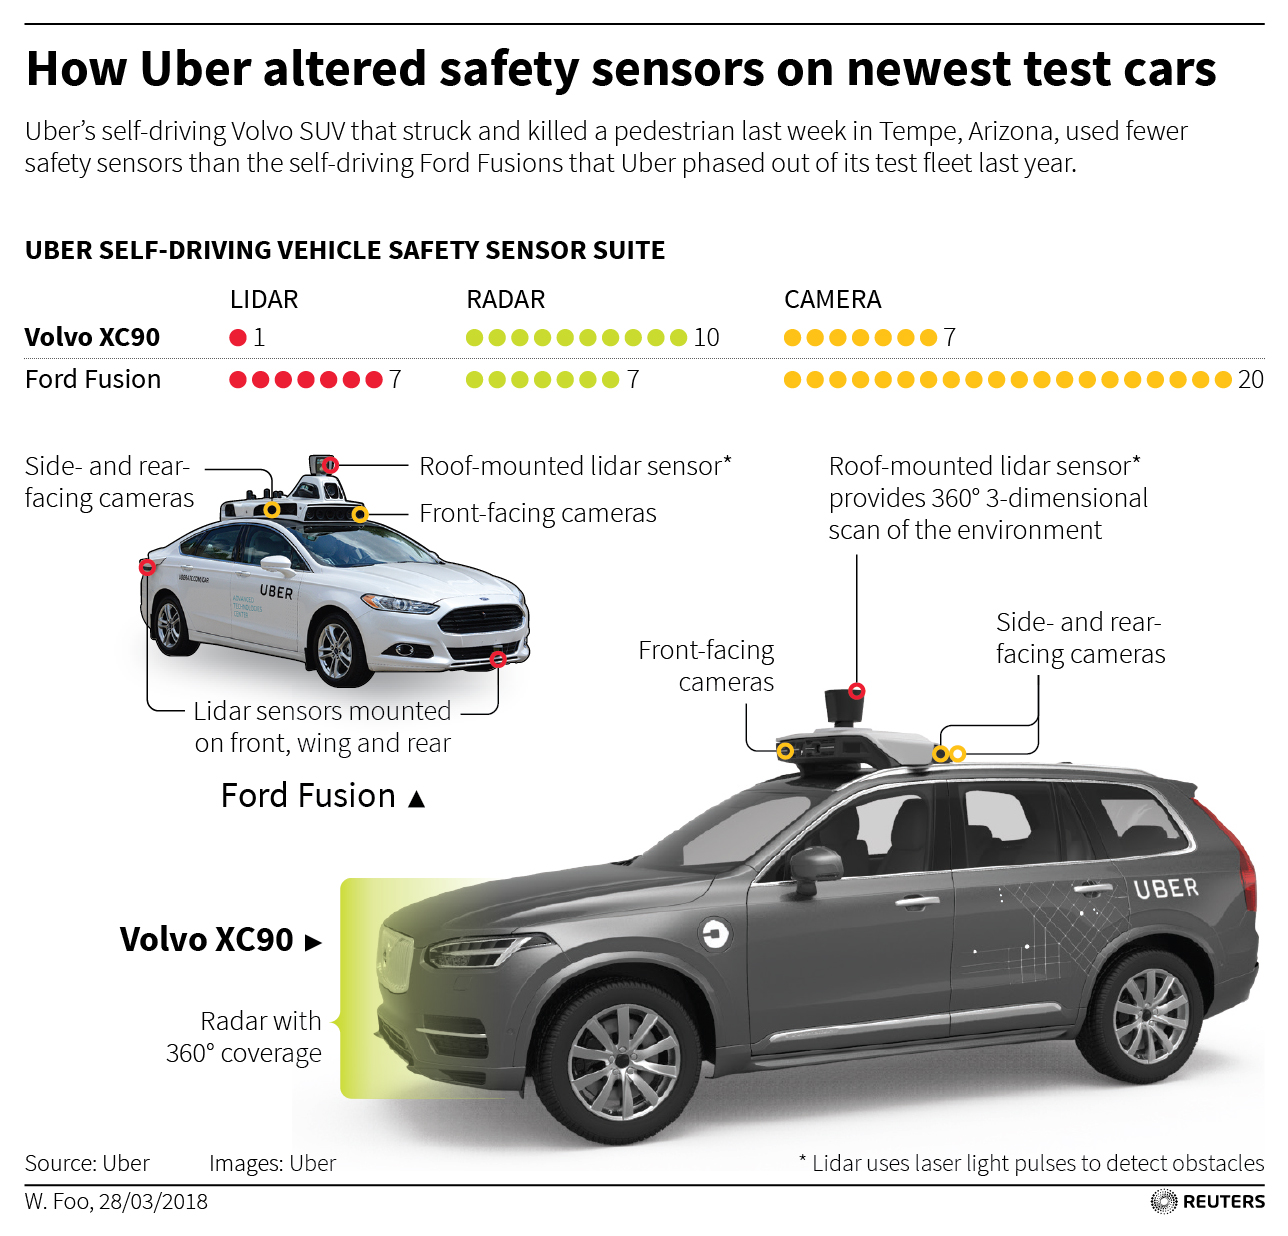 How Uber altered safety sensors on newest test cars
Uber’s self-driving Volvo SUV that struck and killed a pedestrian last week in Tempe, Arizona, used fewer
safety sensors than the self-driving Ford Fusions that Uber phased out of its test fleet last year.
UBER SELF-DRIVING VEHICLE SAFETY SENSOR SUITE
LIDAR RADAR CAMERA
Volvo XC90 1 10 7
Ford Fusion 7 7 20
Side- and rear-
facing cameras
Roof-mounted lidar sensor*
Front-facing cameras
UBER
Lidar sensors mounted
on front, wing and rear
Ford Fusion ▲
Roof-mounted lidar sensor*
provides 360° 3-dimensional
scan of the environment
Front-facing
cameras
Side- and rear-
facing cameras
UBER
Volvo XC90 ►
Radar with
360° coverage
Source: Uber Images: Uber
* Lidar uses laser light pulses to detect obstacles
W. Foo, 28/03/2018
REUTERS